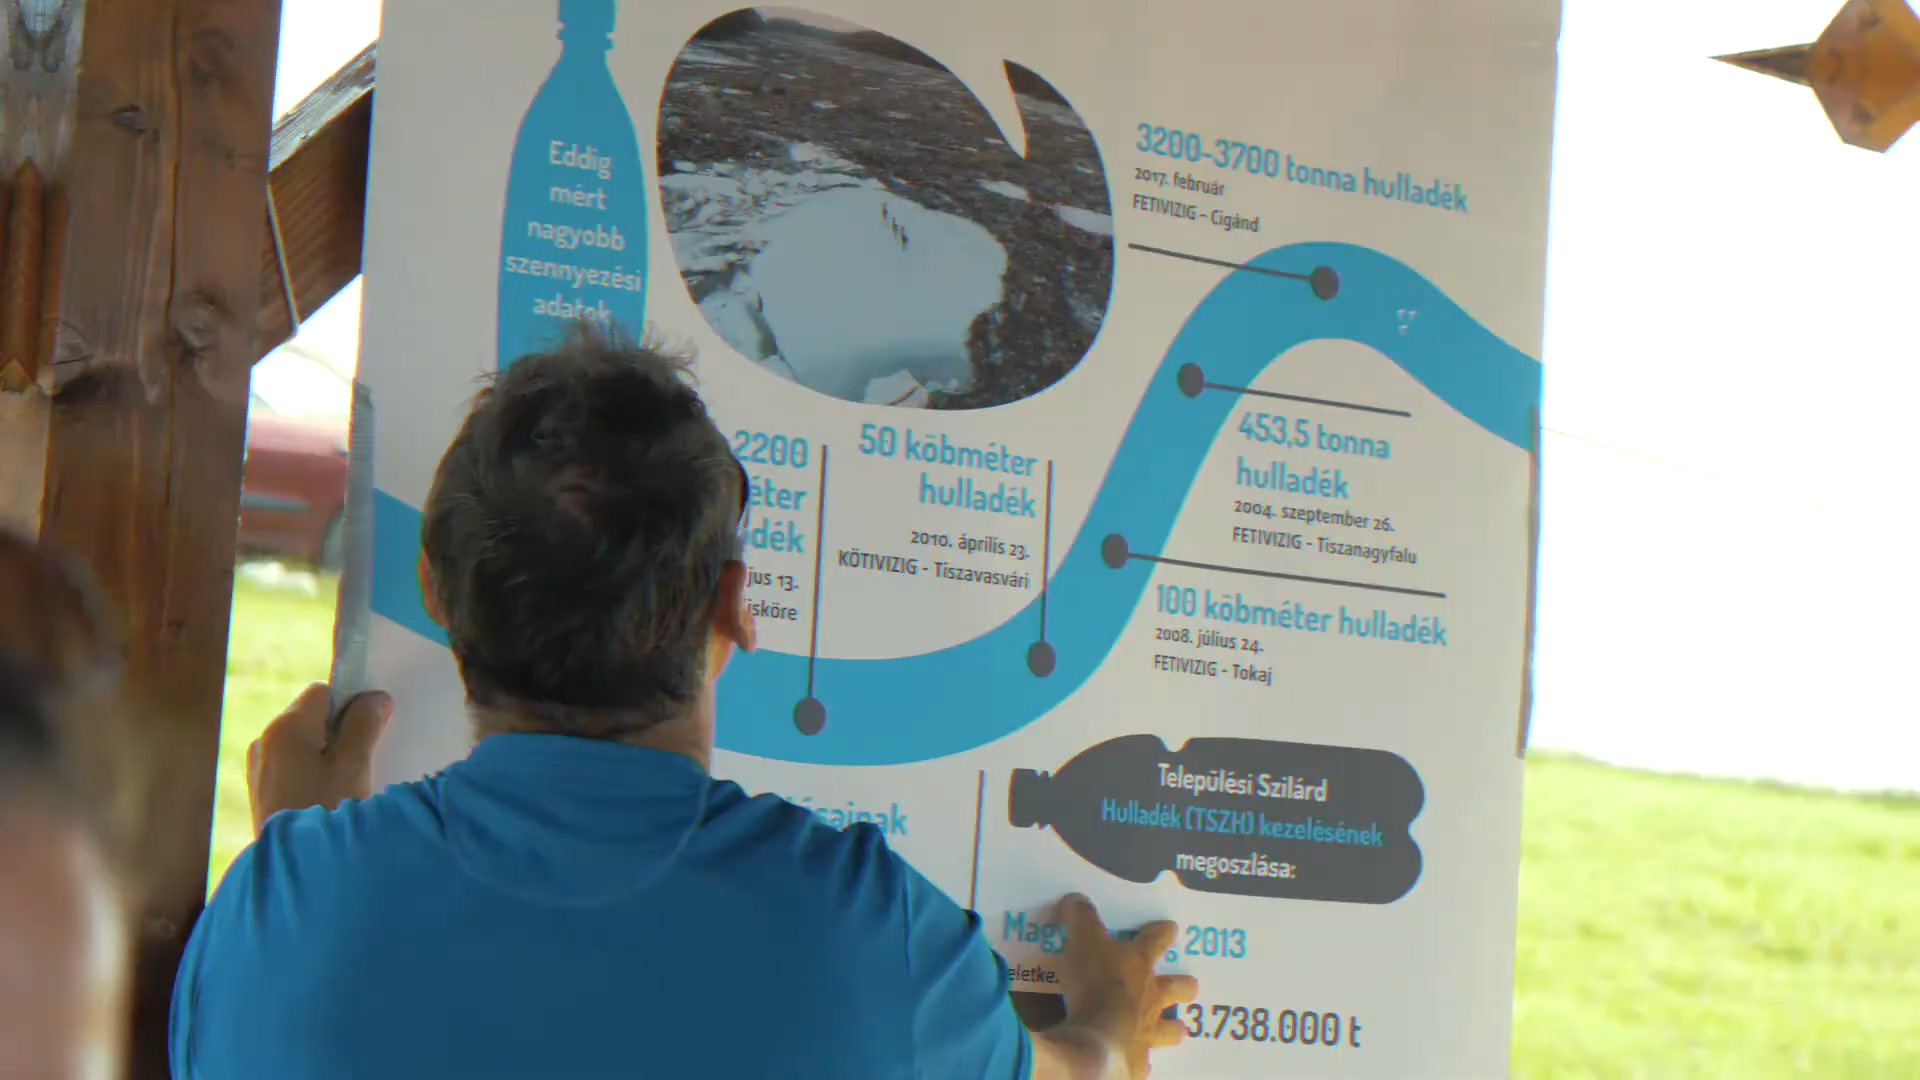 Eddig
mért
nagyobb
szennyezési
adatok
3200-3700 tonna hulladék
2017. február
FETIVIZIG - Cigánd
453,5 tonna
hulladék
2004. szeptember 26.
FETIVIZIG - Tiszanagyfalu
2200
50 köbméter
hulladék
2010. április 23.
KÖTIVIZIG - Tiszavasvári
13.
100 köbméter hulladék
2008. július 24.
FETIVIZIG - Tokaj
Települési Szilárd
Hulladék (TSZH) kezelésének
megoszlása:
2013
3.738.000 t